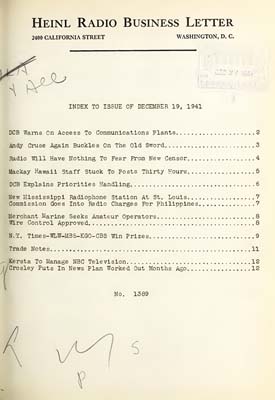 HEINL RADIO BUSINESS LETTER
2400 CALIFORNIA STREET WASHINGTON, D. C.
INDEX TO ISSUE OF DECEMBER 19, 1941
DCB Warns On Access To Communications Plants....................2
Andy Cruse Again Buckles On The Old Sword.......................3
Radio Will Have Nothing To Fear From New Censor.................4
Mackay Hawaii Staff Stuck To Posts Thirty Hours.................5
DCB Explains Priorities Handling................................6
New Mississippi Radiophone Station At St. Louis.................7
Commission Goes Into Radio Charges For Philippines..............7
Merchant Marine Seeks Amateur Operators.........................8
Wire Control Approved...........................................8
N.Y. Times-WLW-MBS-KGO-CBS Win Prizes...........................9
Trade Notes....................................................11
Kersta To Manage NBC Television................................12
Crosley Puts In News Plan Worked Out Months Ago................12
No. 1389